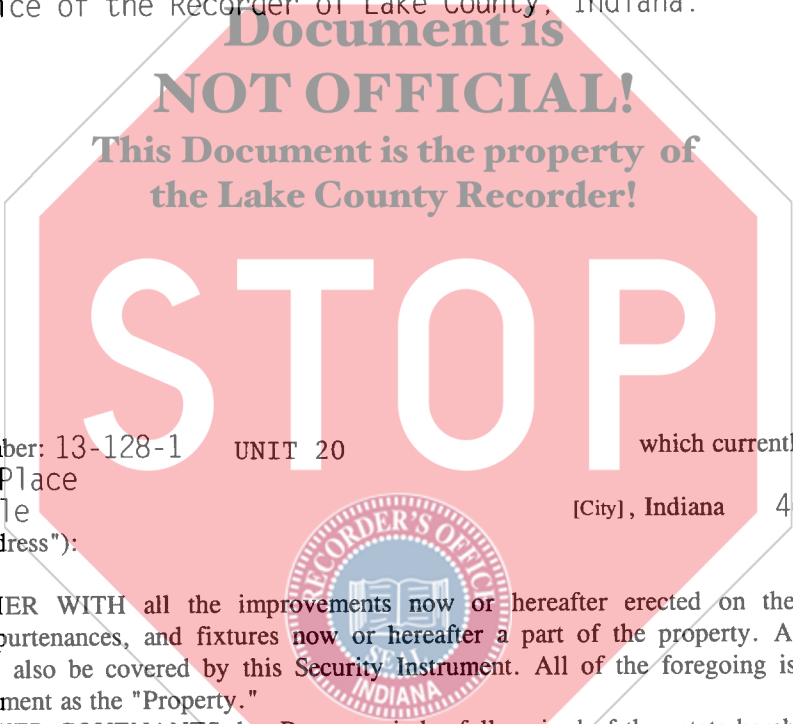 ice of the Recorder of Lake County, Indiana.
Document is
NOT OFFICIAL!
This Document is the property of
the Lake County Recorder!
STOP
ber: 13-128-1 UNIT 20 which currentl
Place
le [City], Indiana 4
dress"):
RECORDER'S OFFICE
SEAL
INDIANA
ER WITH all the improvements now or hereafter erected on the
purtenances, and fixtures now or hereafter a part of the property. A
also be covered by this Security Instrument. All of the foregoing is
ment as the "Property."